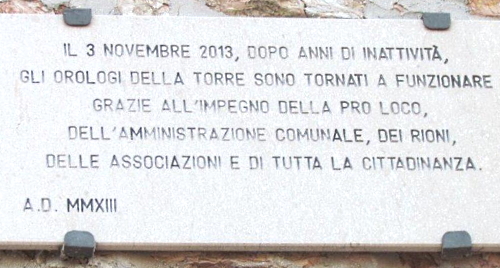 IL 3 NOVEMBRE 2013, DOPO ANNI DI INATTIVITÀ,
GLI OROLOGI DELLA TORRE SONO TORNATI A FUNZIONARE
GRAZIE ALL'IMPEGNO DELLA PRO LOCO,
DELL'AMMINISTRAZIONE COMUNALE, DEI RIONI,
DELLE ASSOCIAZIONI E DI TUTTA LA CITTADINANZA.
A.D. MMXIII